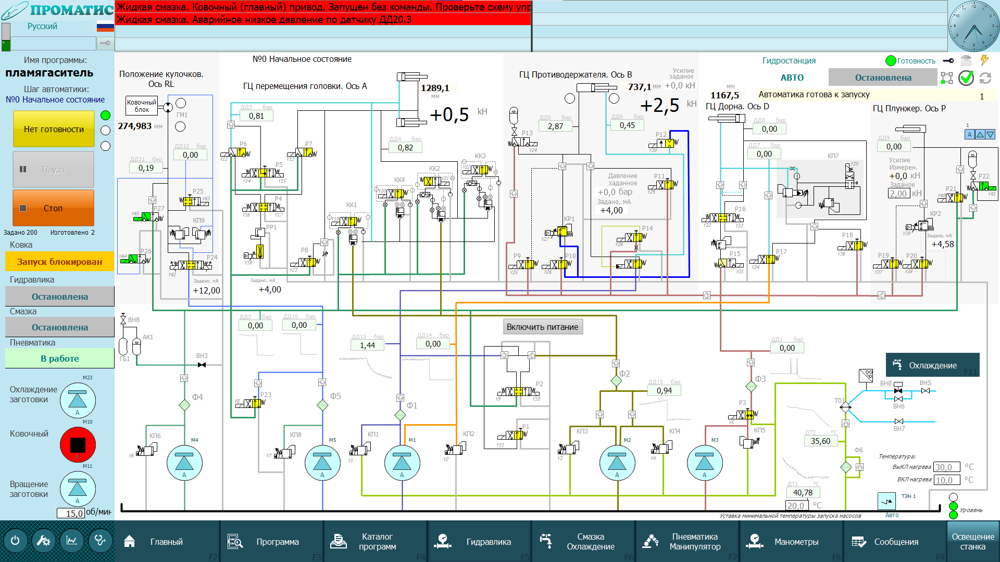 ПРОМАТИС
Русский
Жидкая смазка. Ковочный (главный) привод. Запущен без команды. Проверьте схему упр
Жидкая смазка. Аварийное низкое давление по датчику ДД20.3
Имя программы:
пламягаситель
Шаг автоматики:
№0 Начальное состояние
Нет готовности
Пауза
Стоп
Задано 200
Изготовлено 2
Ковка
Запуск блокирован
Гидравлика
Остановлена
Смазка
Остановлена
Пневматика
В работе
M23
Охлаждение
заготовки
A
M10
Ковочный
A
M11
Вращение
заготовки
A
15,0 об/мин
№0 Начальное состояние
Гидростанция
Готовность
АВТО
Остановлена
Автоматика готова к запуску
1
Положение кулочков.
Ось RL
Ковочный
блок
ГМ1
274,983 мм
ДД11 бар
0,19
ДД12 бар
0,00
P25
Y43
P27
Y45
КП9
P26
Y44
P24
Y42
Задано, мА
+12,00
ГЦ перемещения головки. Ось A
1289,1
мм
+0,5 kH
ДД3 бар
0,81
ДД4 бар
0,82
P6
Y12
P7
Y13
P5
Y14
Y15
P4
Y16
Y17
PP1
Y18
P8
Y23
Задано, мА
+4,00
KK1
Y19
KK4
Y20
KK2
Y21
KK3
Y22
ГЦ Противодержателя. Ось B
Усилие
заданное
+0,0 кН
737,1 мм
+2,5 kH
ДД5 бар
2,87
ДД6 бар
0,45
P13
Y24
P12
Y30
P11
Y29
Давление
заданное
+0,0 бар
Задано, мА
+4,00
КР1
Y27
P14
Y28
P9
Y25
P10
Y26
мм
1167,5
ГЦ Дорна. Ось D
ДД8 бар
0,00
ДД7 бар
0,00
КП7
Y35
P16
Y32
Y33
P15
Y31
P17
Y34
P18
Y36
ГЦ Плунжер. Ось P
1
A
ДД9 бар
0,00
Усилие
Измерен.
+0,0 кН
Заданое
2,00 кН
P21
Y40
P22
Y41
КР2
Y39
Задано, мА
+4,58
P19
Y37
P20
Y38
ВН8
АК1
ГБ1
ВН3
ДД2 бар
0,00
ДД10 бар
0,00
ДД13 бар
1,44
ДД14 бар
0,00
Включить питание
ДД15 бар
0,94
ДД1 бар
0,00
Охлаждение
F11
ВН8
ВН5
ВН6
ВН7
TO1
Ф4
P23
Y8
Ф5
Ф1
P2
Y9
Y10
Ф2
Ф3
P3
Y5
P1
Y11
КП6
Y6
M4
A
КП8
Y7
M5
A
КП1
Y1
M1
A
КП2
Y2
КП3
Y3
M2
A
КП4
Y4
M3
A
КП5
ДТ2 °C
35,60
Ф6
ДТ1 °C
40,78
20,0 °C
Температура:
ВыКЛ нагрева 30,0 °C
ВКЛ нагрева 10,0 °C
ТЭН 1
Авто
Уровень
Уставка минимальной температуры запуска насосов
Главный
F2
Программа
F3
Каталог
программ
F4
Гидравлика
F5
Смазка
Охлаждение
F6
Пневматика
Манипулятор
F7
Манометры
F8
Сообщения
F9
Освещение
станка